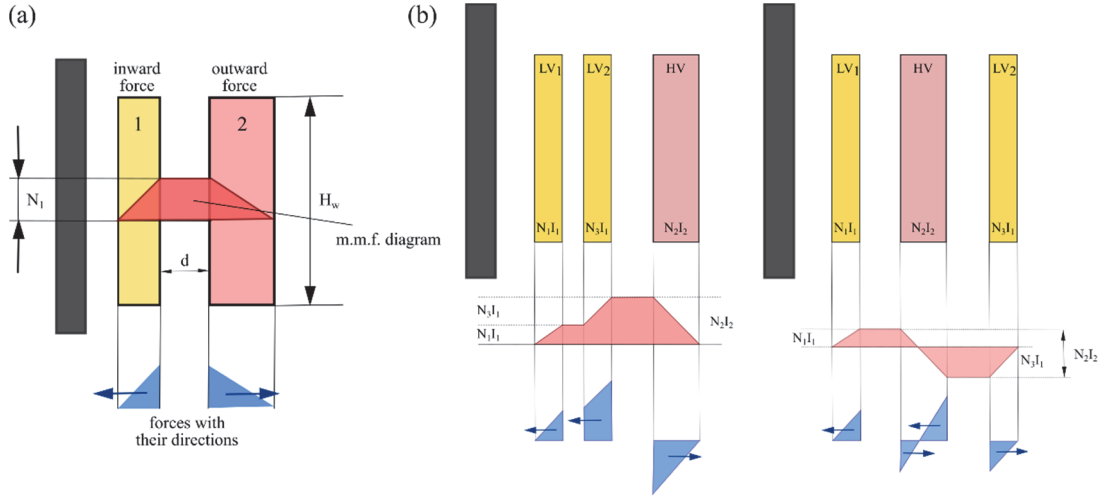 (a)
inward
force
outward
force
1
2
N₁
H_w
d
m.m.f. diagram
forces with
their directions
(b)
LV₁
LV₂
HV
N₁I₁
N₃I₁
N₂I₂
N₃I₁
N₁I₁
N₂I₂
LV₁
HV
LV₂
N₁I₁
N₂I₂
N₃I₁
N₁I₁
N₃I₁
N₂I₂